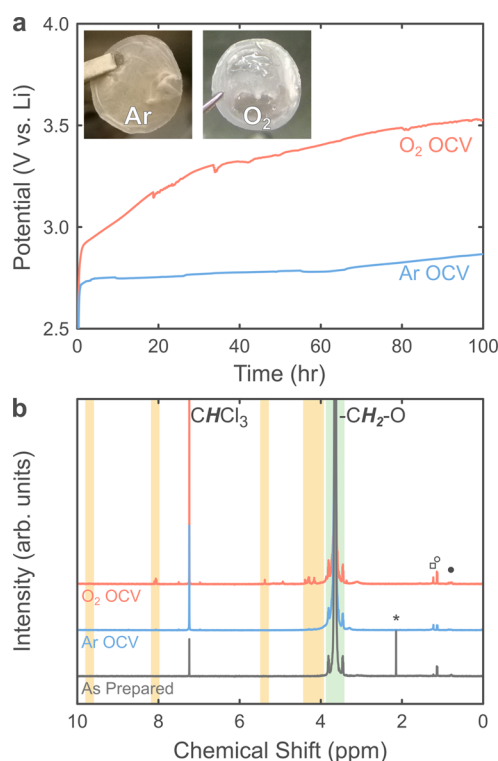 a
4.0
3.5
3.0
2.5
Potential (V vs. Li)
Ar
O₂
O₂ OCV
Ar OCV
0 20 40 60 80 100
Time (hr)
b
CHCl₃
-CH₂-O
*
O₂ OCV
Ar OCV
As Prepared
Intensity (arb. units)
10 8 6 4 2 0
Chemical Shift (ppm)